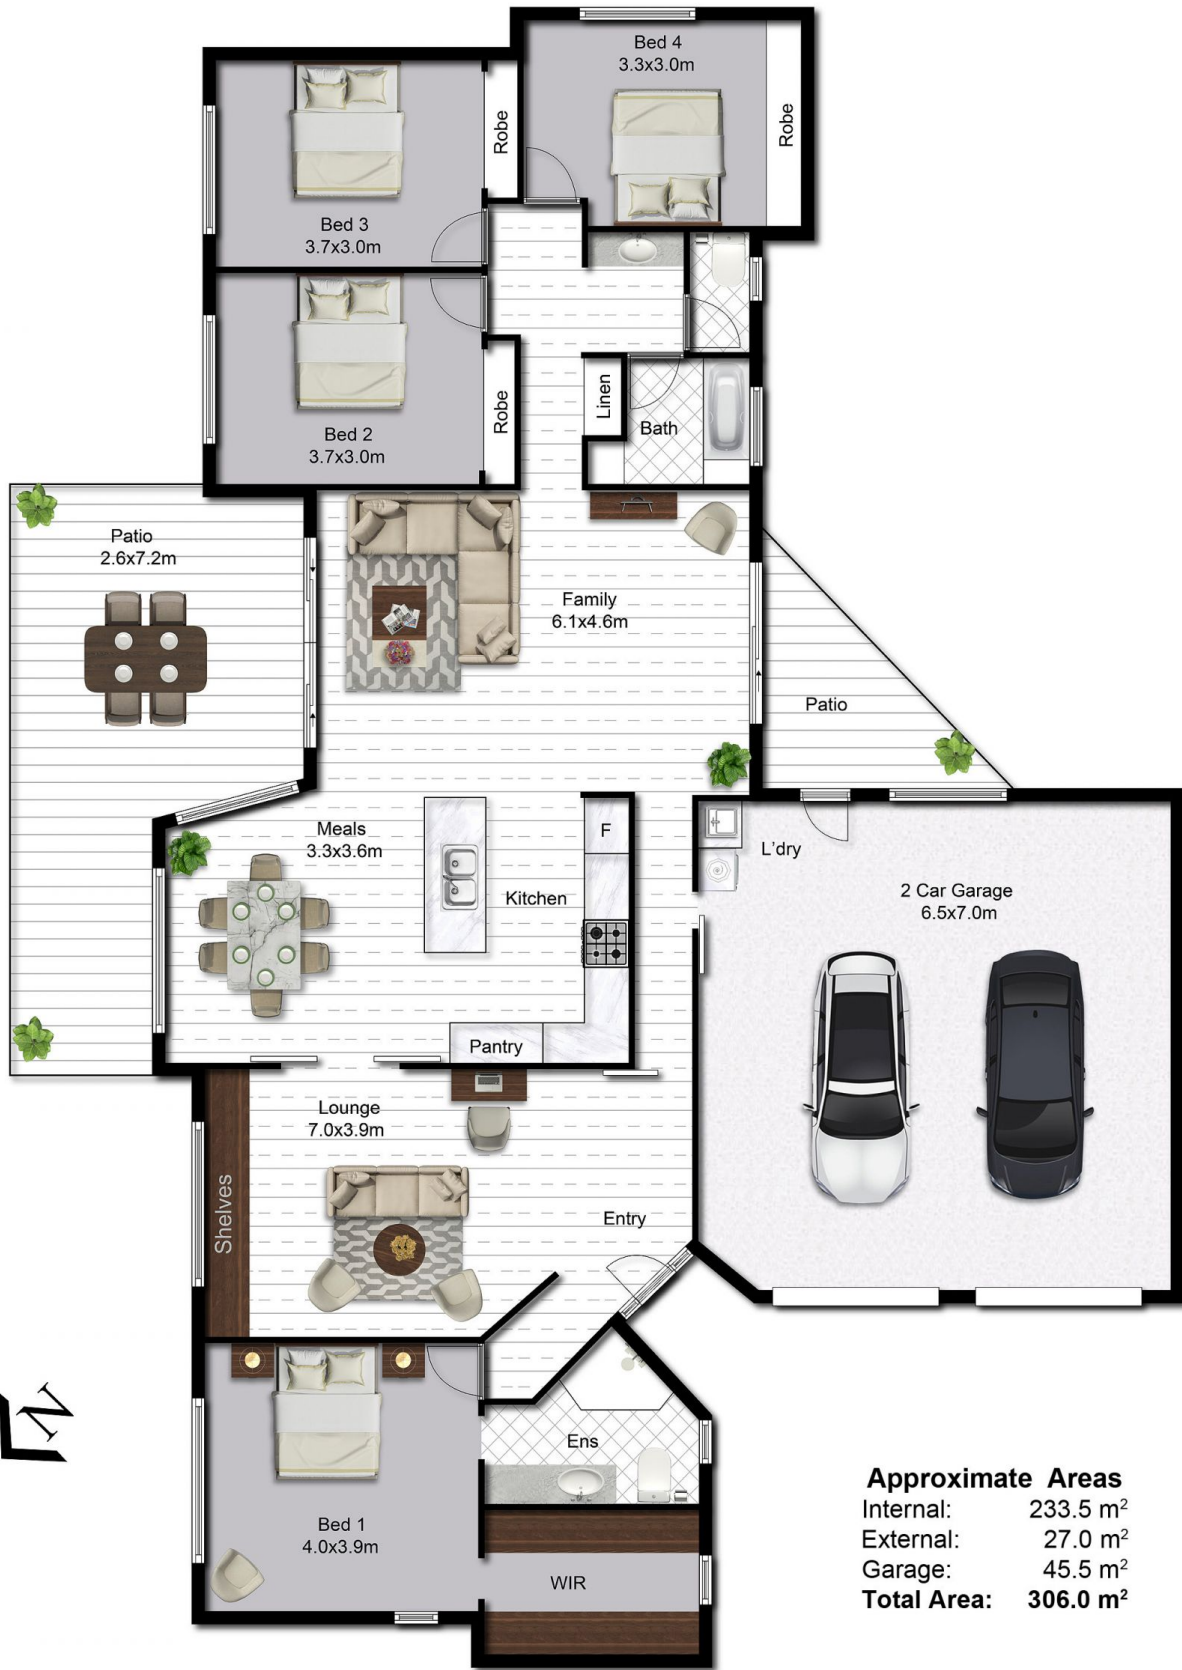 Bed 4
3.3x3.0m
Robe
Robe
Bed 3
3.7x3.0m
Bed 2
3.7x3.0m
Robe
Linen
Bath
Patio
2.6x7.2m
Family
6.1x4.6m
Patio
Meals
3.3x3.6m
F
L'dry
Kitchen
2 Car Garage
6.5x7.0m
Pantry
Lounge
7.0x3.9m
Shelves
Entry
N
Ens
Bed 1
4.0x3.9m
WIR
Approximate Areas
Internal: 233.5 m²
External: 27.0 m²
Garage: 45.5 m²
Total Area: 306.0 m²